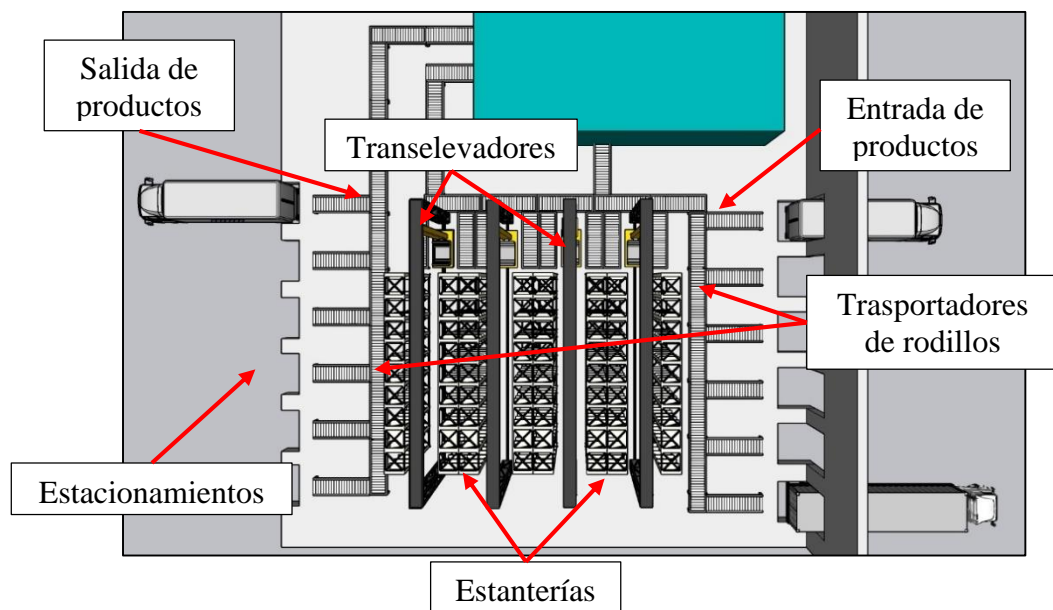 Salida de
productos
Transelevadores
Entrada de
productos
Trasportadores
de rodillos
Estacionamientos
Estanterías